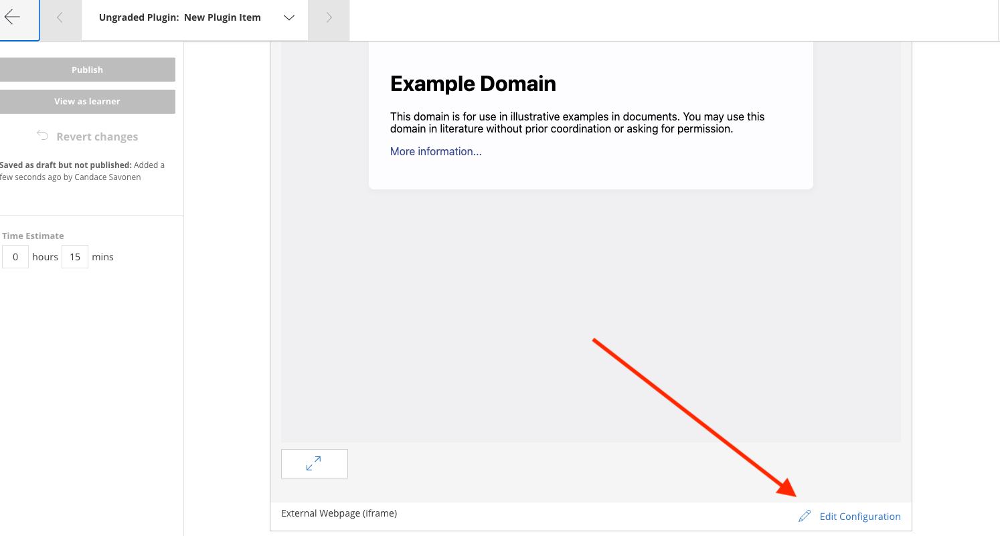 Ungraded Plugin: New Plugin Item
Publish
View as learner
Revert changes
Saved as draft but not published: Added a
few seconds ago by Candace Savonen
Time Estimate
0 hours 15 mins
Example Domain
This domain is for use in illustrative examples in documents. You may use this
domain in literature without prior coordination or asking for permission.
More information...
External Webpage (iframe)
Edit Configuration